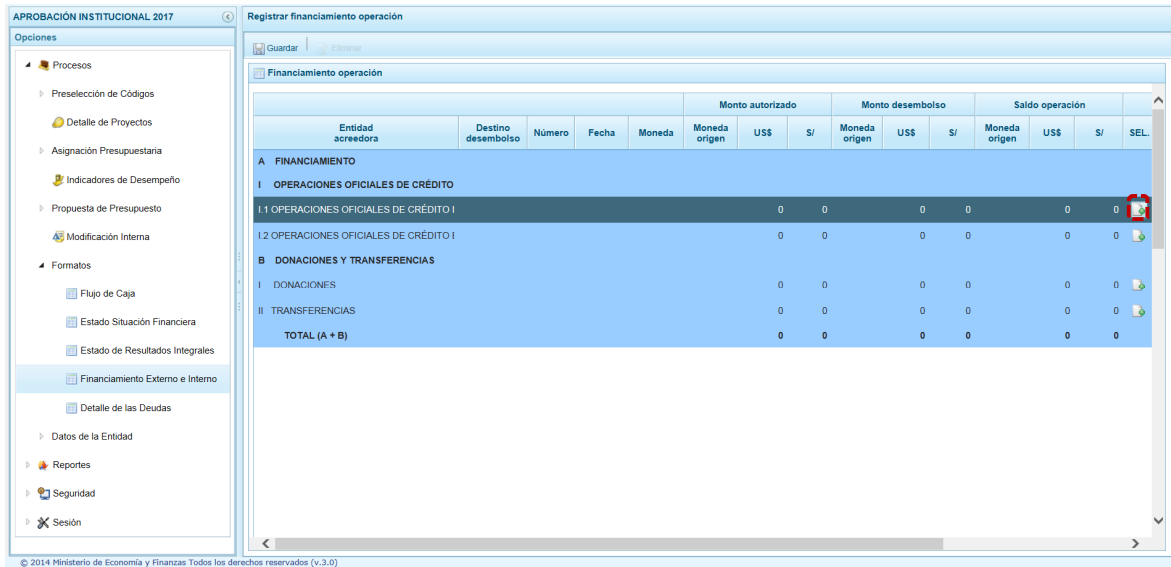 APROBACIÓN INSTITUCIONAL 2017
Opciones
Procesos
Preselección de Códigos
Detalle de Proyectos
Asignación Presupuestaria
Indicadores de Desempeño
Propuesta de Presupuesto
Modificación Interna
Formatos
Flujo de Caja
Estado Situación Financiera
Estado de Resultados Integrales
Financiamiento Externo e Interno
Detalle de las Deudas
Datos de la Entidad
Reportes
Seguridad
Sesión
Registrar financiamiento operación
Guardar Eliminar
Financiamiento operación
Monto autorizado Monto desembolso Saldo operación
Entidad acreedora Destino desembolso Número Fecha Moneda Moneda origen US$ S/ Moneda origen US$ S/ Moneda origen US$ S/ SEL.
A FINANCIAMIENTO
I OPERACIONES OFICIALES DE CRÉDITO
I.1 OPERACIONES OFICIALES DE CRÉDITO I 0 0 0 0 0 0
I.2 OPERACIONES OFICIALES DE CRÉDITO E 0 0 0 0 0 0
B DONACIONES Y TRANSFERENCIAS
I DONACIONES 0 0 0 0 0 0
II TRANSFERENCIAS 0 0 0 0 0 0
TOTAL (A + B) 0 0 0 0 0 0
© 2014 Ministerio de Economía y Finanzas Todos los derechos reservados (v.3.0)